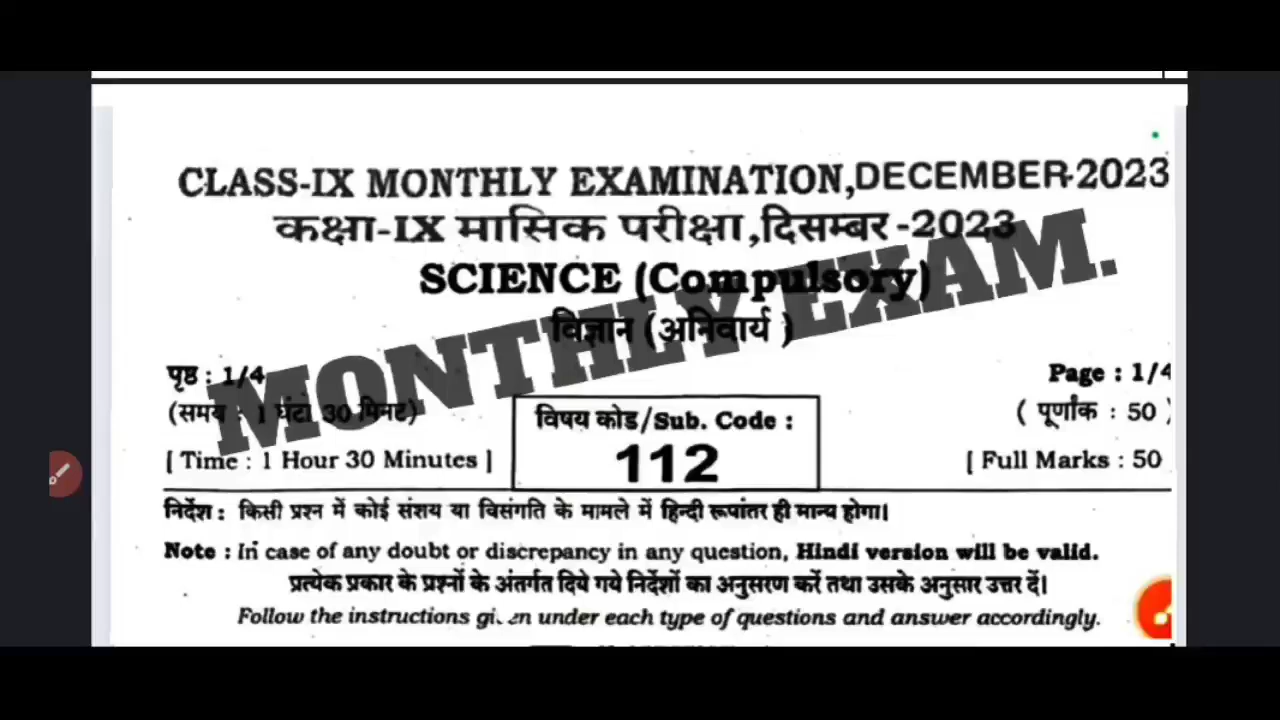 CLASS-IX MONTHLY EXAMINATION,DECEMBER-2023
कक्षा-IX मासिक परीक्षा,दिसम्बर -2023
SCIENCE (Compulsory)
विज्ञान (अनिवार्य )
MONTHLY EXAM.
पृष्ठ : 1/4
Page : 1/4
(समय : 1 घंटा 30 मिनट)
( पूर्णांक : 50 )
विषय कोड/Sub. Code :
112
[ Time : 1 Hour 30 Minutes ]
[ Full Marks : 50
निर्देश : किसी प्रश्न में कोई संशय या विसंगति के मामले में हिन्दी रूपांतर ही मान्य होगा।
Note : In case of any doubt or discrepancy in any question, Hindi version will be valid.
प्रत्येक प्रकार के प्रश्नों के अंतर्गत दिये गये निर्देशों का अनुसरण करें तथा उसके अनुसार उत्तर दें।
Follow the instructions given under each type of questions and answer accordingly.